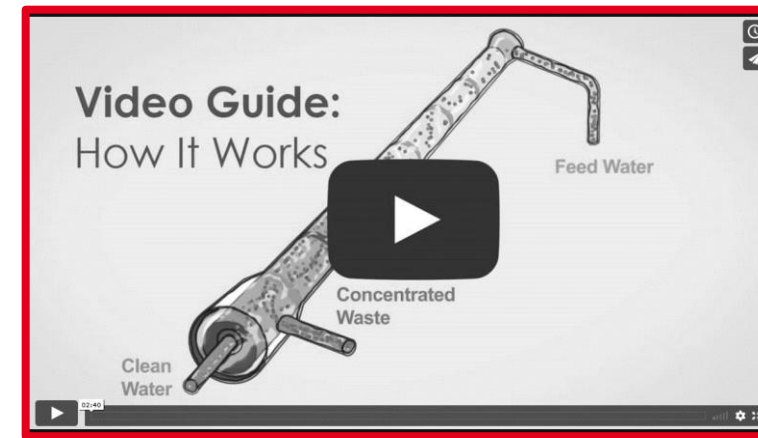 Video Guide:
How It Works
Feed Water
Concentrated
Waste
Clean
Water
02:40